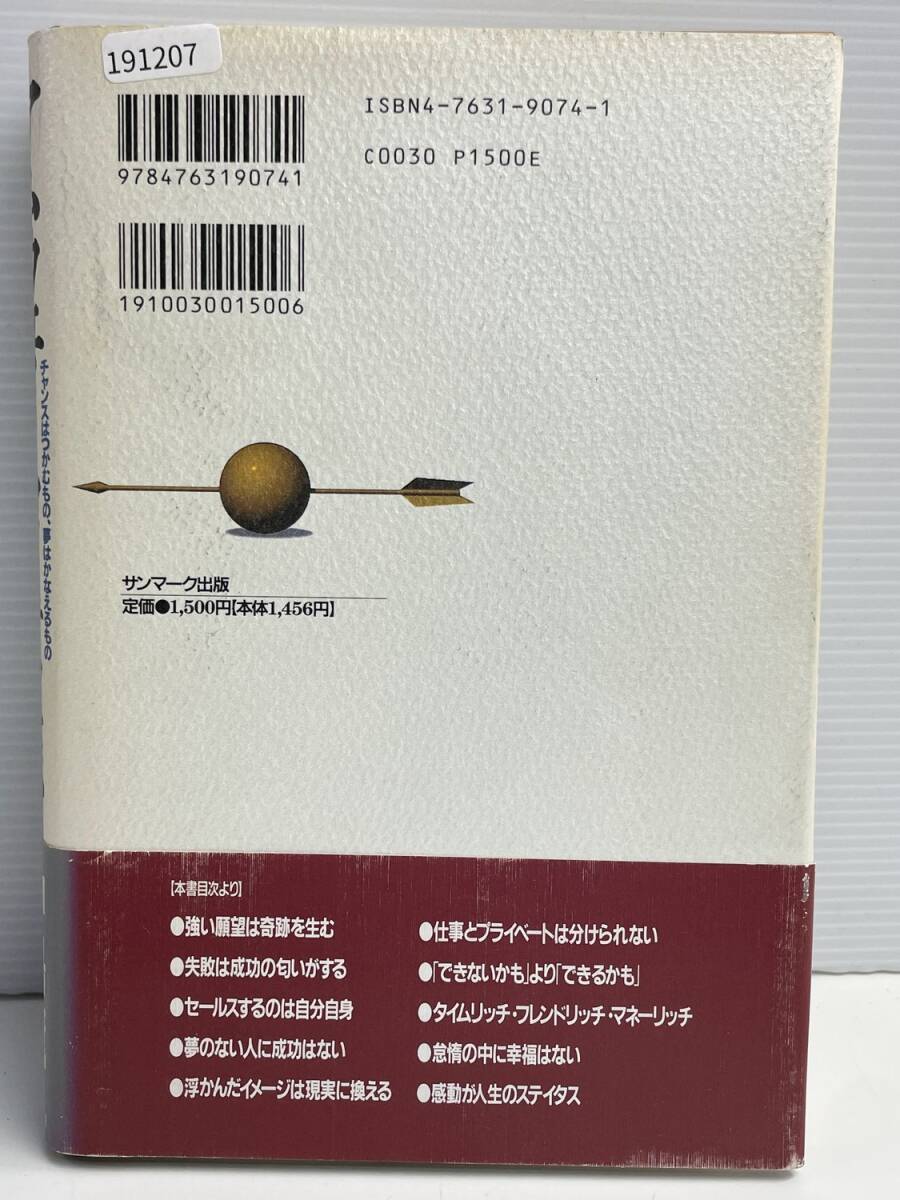 191207
ISBN4-7631-9074-1
C0030 P1500E
9784763190741
1910030015006
チャンスはつかむもの、夢はかなえるもの
サンマーク出版
定価●1,500円【本体1,456円】
【本書目次より】
●強い願望は奇跡を生む
●失敗は成功の匂いがする
●セールスするのは自分自身
●夢のない人に成功はない
●浮かんだイメージは現実に換える
●仕事とプライベートは分けられない
●「できないかも」より「できるかも」
●タイムリッチ・フレンドリッチ・マネーリッチ
●怠惰の中に幸福はない
●感動が人生のステイタス